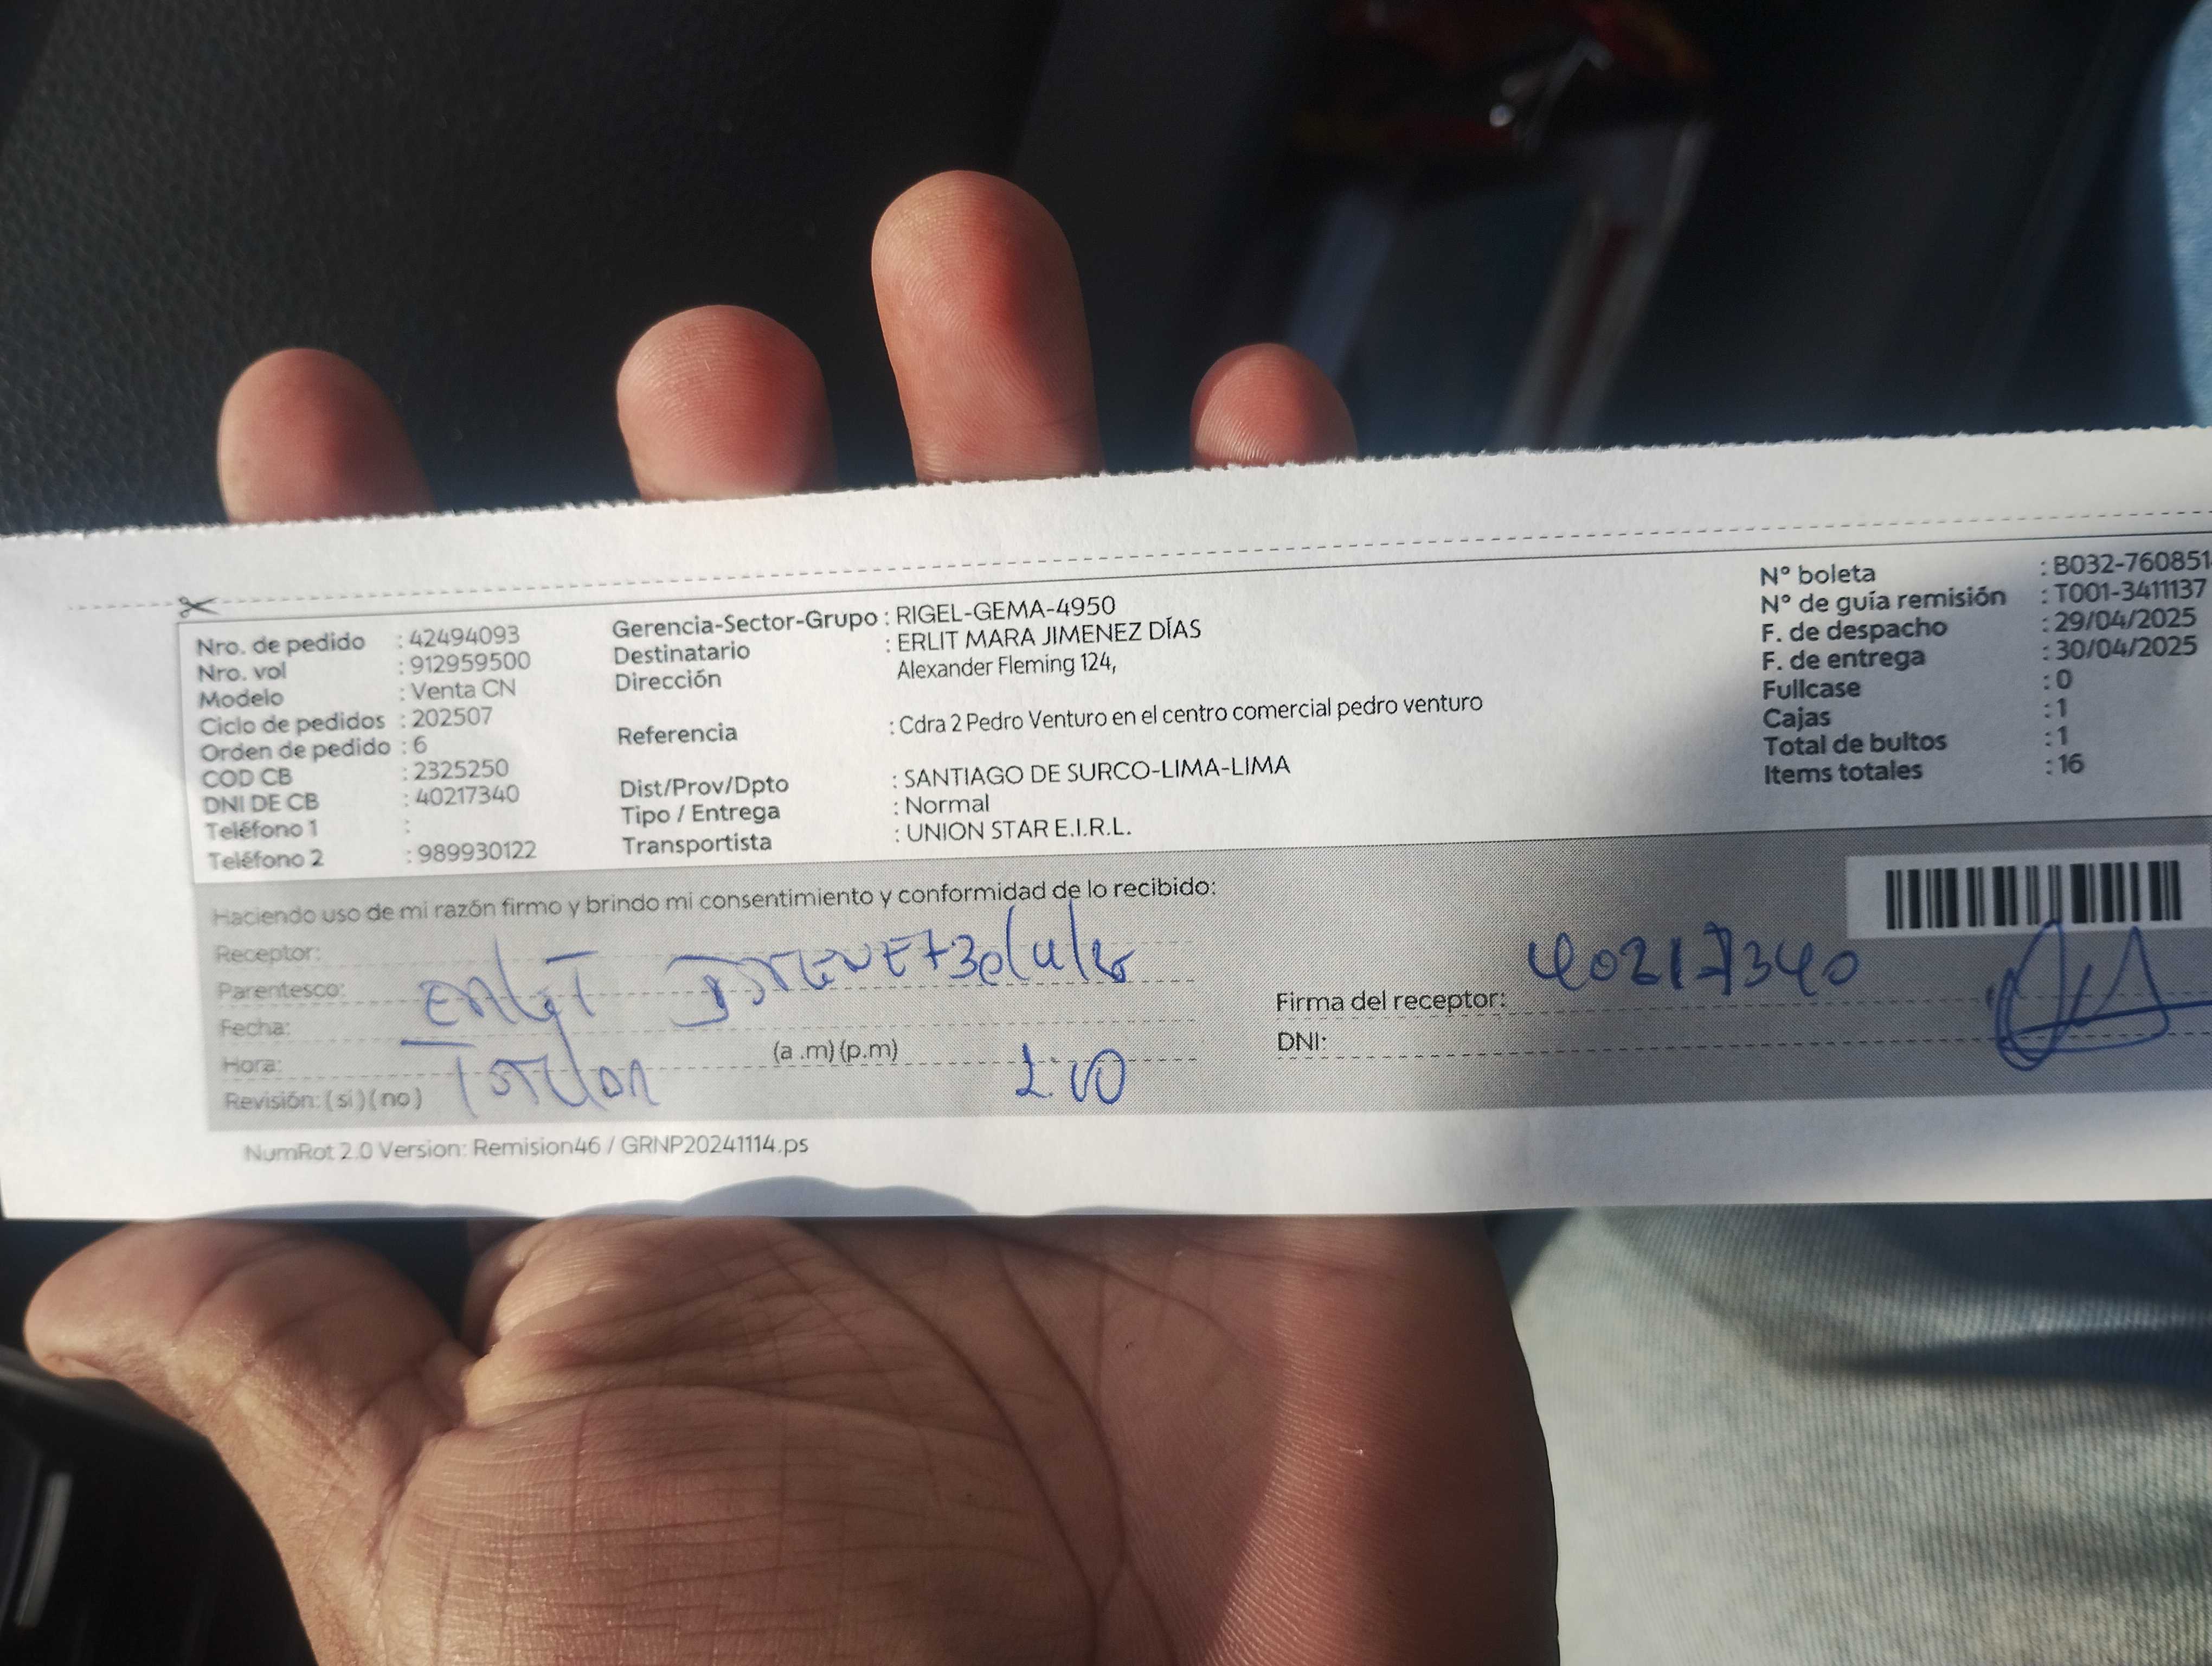 Nro. de pedido : 42494093
Nro. vol : 912959500
Modelo : Venta CN
Ciclo de pedidos : 202507
Orden de pedido : 6
COD CB : 2325250
DNI DE CB : 40217340
Teléfono 1 :
Teléfono 2 : 989930122
Gerencia-Sector-Grupo : RIGEL-GEMA-4950
Destinatario : ERLIT MARA JIMENEZ DÍAS
Dirección Alexander Fleming 124,
Referencia : Cdra 2 Pedro Venturo en el centro comercial pedro venturo
Dist/Prov/Dpto : SANTIAGO DE SURCO-LIMA-LIMA
Tipo / Entrega : Normal
Transportista : UNION STAR E.I.R.L.
N° boleta : B032-760851
N° de guía remisión : T001-3411137
F. de despacho : 29/04/2025
F. de entrega : 30/04/2025
Fullcase : 0
Cajas : 1
Total de bultos : 1
Items totales : 16
Haciendo uso de mi razón firmo y brindo mi consentimiento y conformidad de lo recibido:
Receptor:
Parentesco:
Fecha:
Hora: (a .m) (p.m)
Revisión: ( si ) ( no )
40217340
Firma del receptor:
DNI:
NumRot 2.0 Version: Remision46 / GRNP20241114.ps